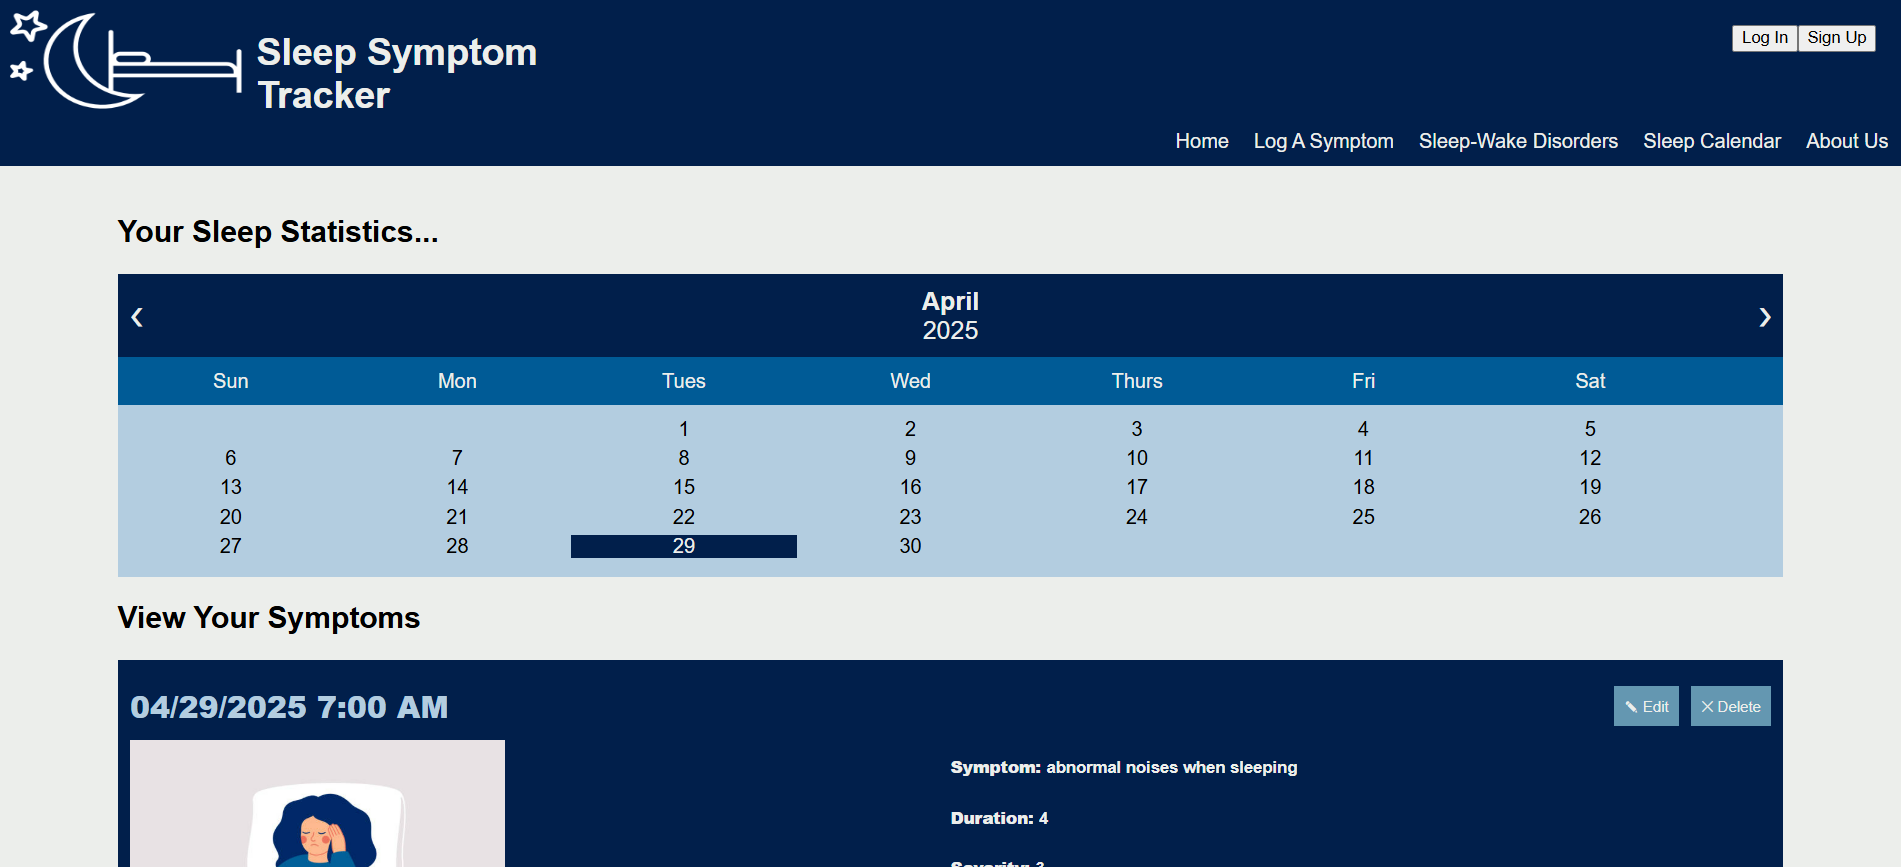 Sleep Symptom
Tracker
Log In Sign Up
Home Log A Symptom Sleep-Wake Disorders Sleep Calendar About Us
Your Sleep Statistics...
❮ April ❯
2025
Sun Mon Tues Wed Thurs Fri Sat
1 2 3 4 5
6 7 8 9 10 11 12
13 14 15 16 17 18 19
20 21 22 23 24 25 26
27 28 29 30
View Your Symptoms
04/29/2025 7:00 AM
Edit Delete
Symptom: abnormal noises when sleeping
Duration: 4
Severity: 3